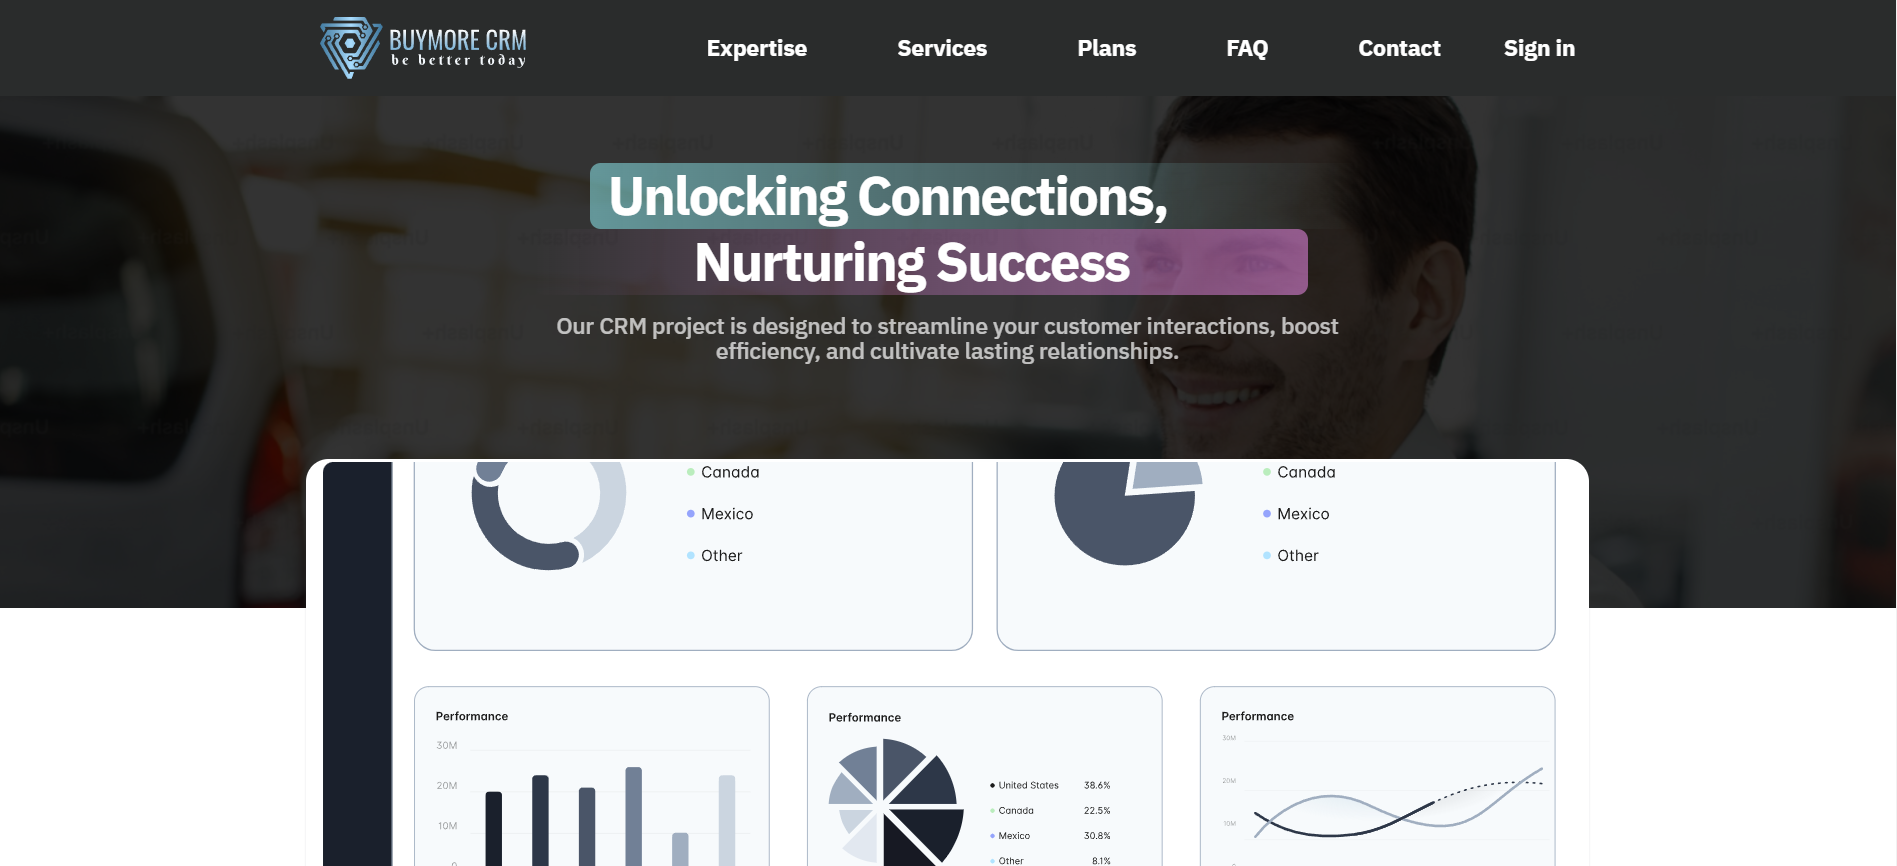 BUYMORE CRM
be better today
Expertise
Services
Plans
FAQ
Contact
Sign in
Unlocking Connections,
Nurturing Success
Our CRM project is designed to streamline your customer interactions, boost
efficiency, and cultivate lasting relationships.
Canada
Mexico
Other
Canada
Mexico
Other
Performance
30M
20M
10M
0
Performance
United States 38.6%
Canada 22.5%
Mexico 30.8%
Other 8.1%
Performance
30M
20M
10M